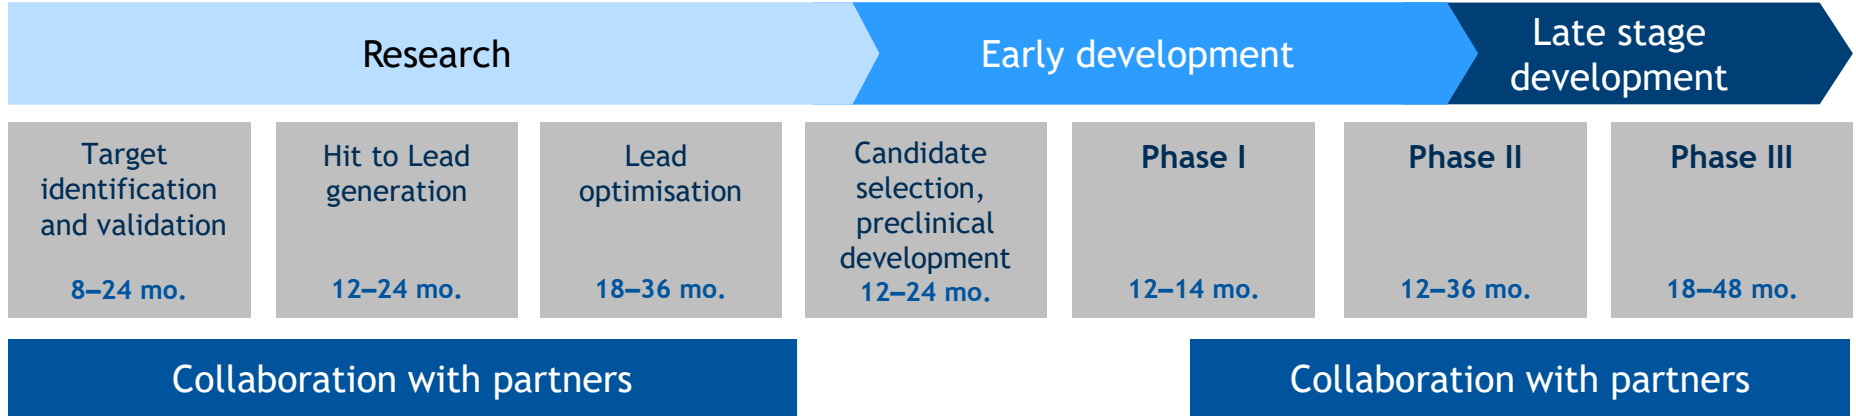 Research
Early development
Late stage
development
Target
identification
and validation
8–24 mo.
Hit to Lead
generation
12–24 mo.
Lead
optimisation
18–36 mo.
Candidate
selection,
preclinical
development
12–24 mo.
Phase I
12–14 mo.
Phase II
12–36 mo.
Phase III
18–48 mo.
Collaboration with partners
Collaboration with partners